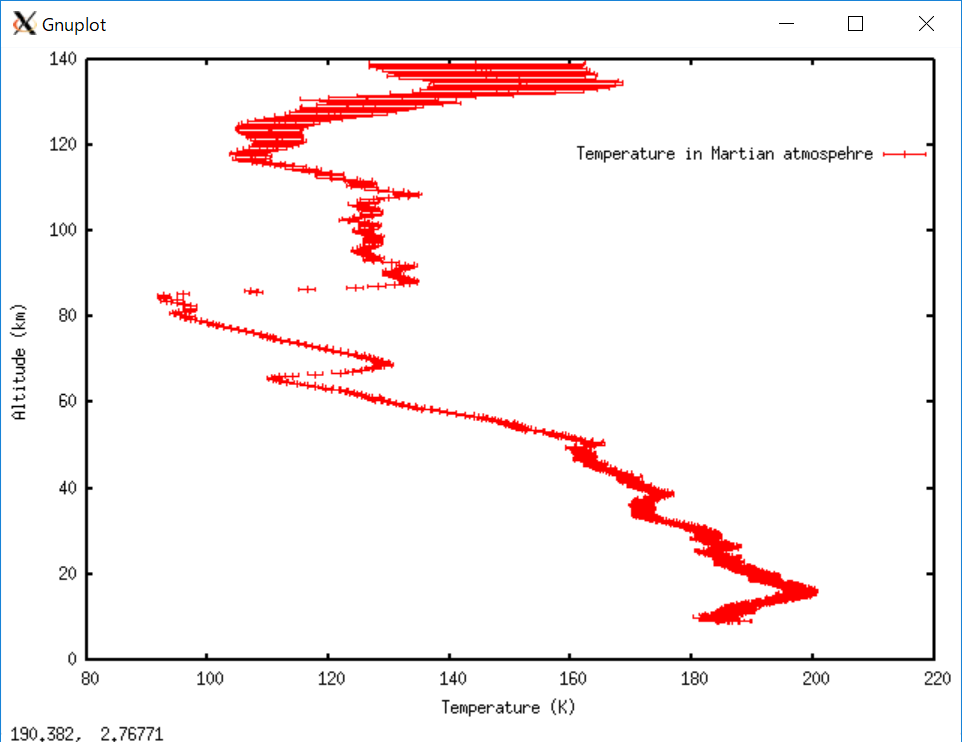 Gnuplot
140
120
100
80
60
40
20
0
Temperature in Martian atmospehre
Altitude (km)
80 100 120 140 160 180 200 220
Temperature (K)
190.382, 2.76771